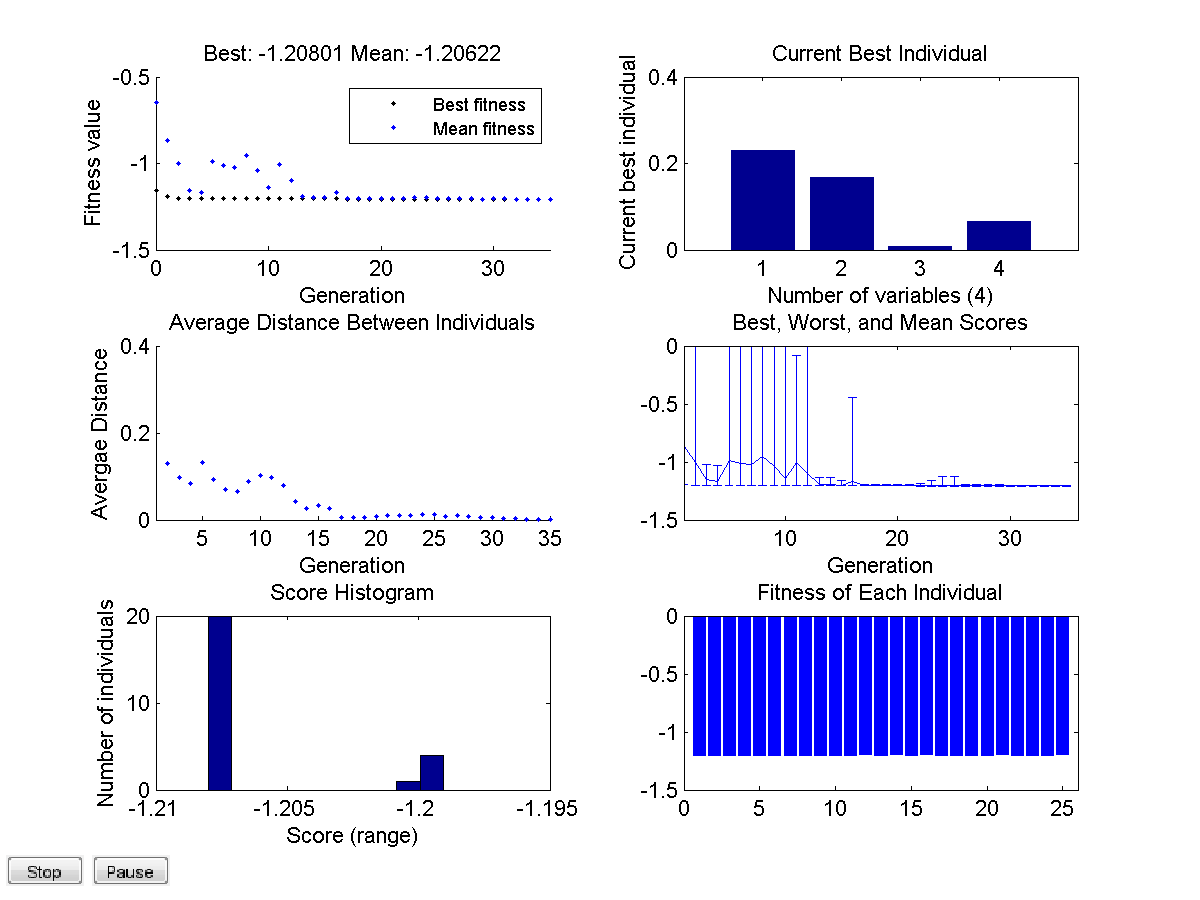 Best: -1.20801 Mean: -1.20622
Fitness value
-0.5
-1
-1.5
Best fitness
Mean fitness
0 10 20 30
Generation
Current Best Individual
Current best individual
0.4
0.2
0
1 2 3 4
Number of variables (4)
Average Distance Between Individuals
Avergae Distance
0.4
0.2
0
5 10 15 20 25 30 35
Generation
Best, Worst, and Mean Scores
0
-0.5
-1
-1.5
10 20 30
Generation
Score Histogram
Number of individuals
20
10
0
-1.21 -1.205 -1.2 -1.195
Score (range)
Fitness of Each Individual
0
-0.5
-1
-1.5
0 5 10 15 20 25
Stop Pause